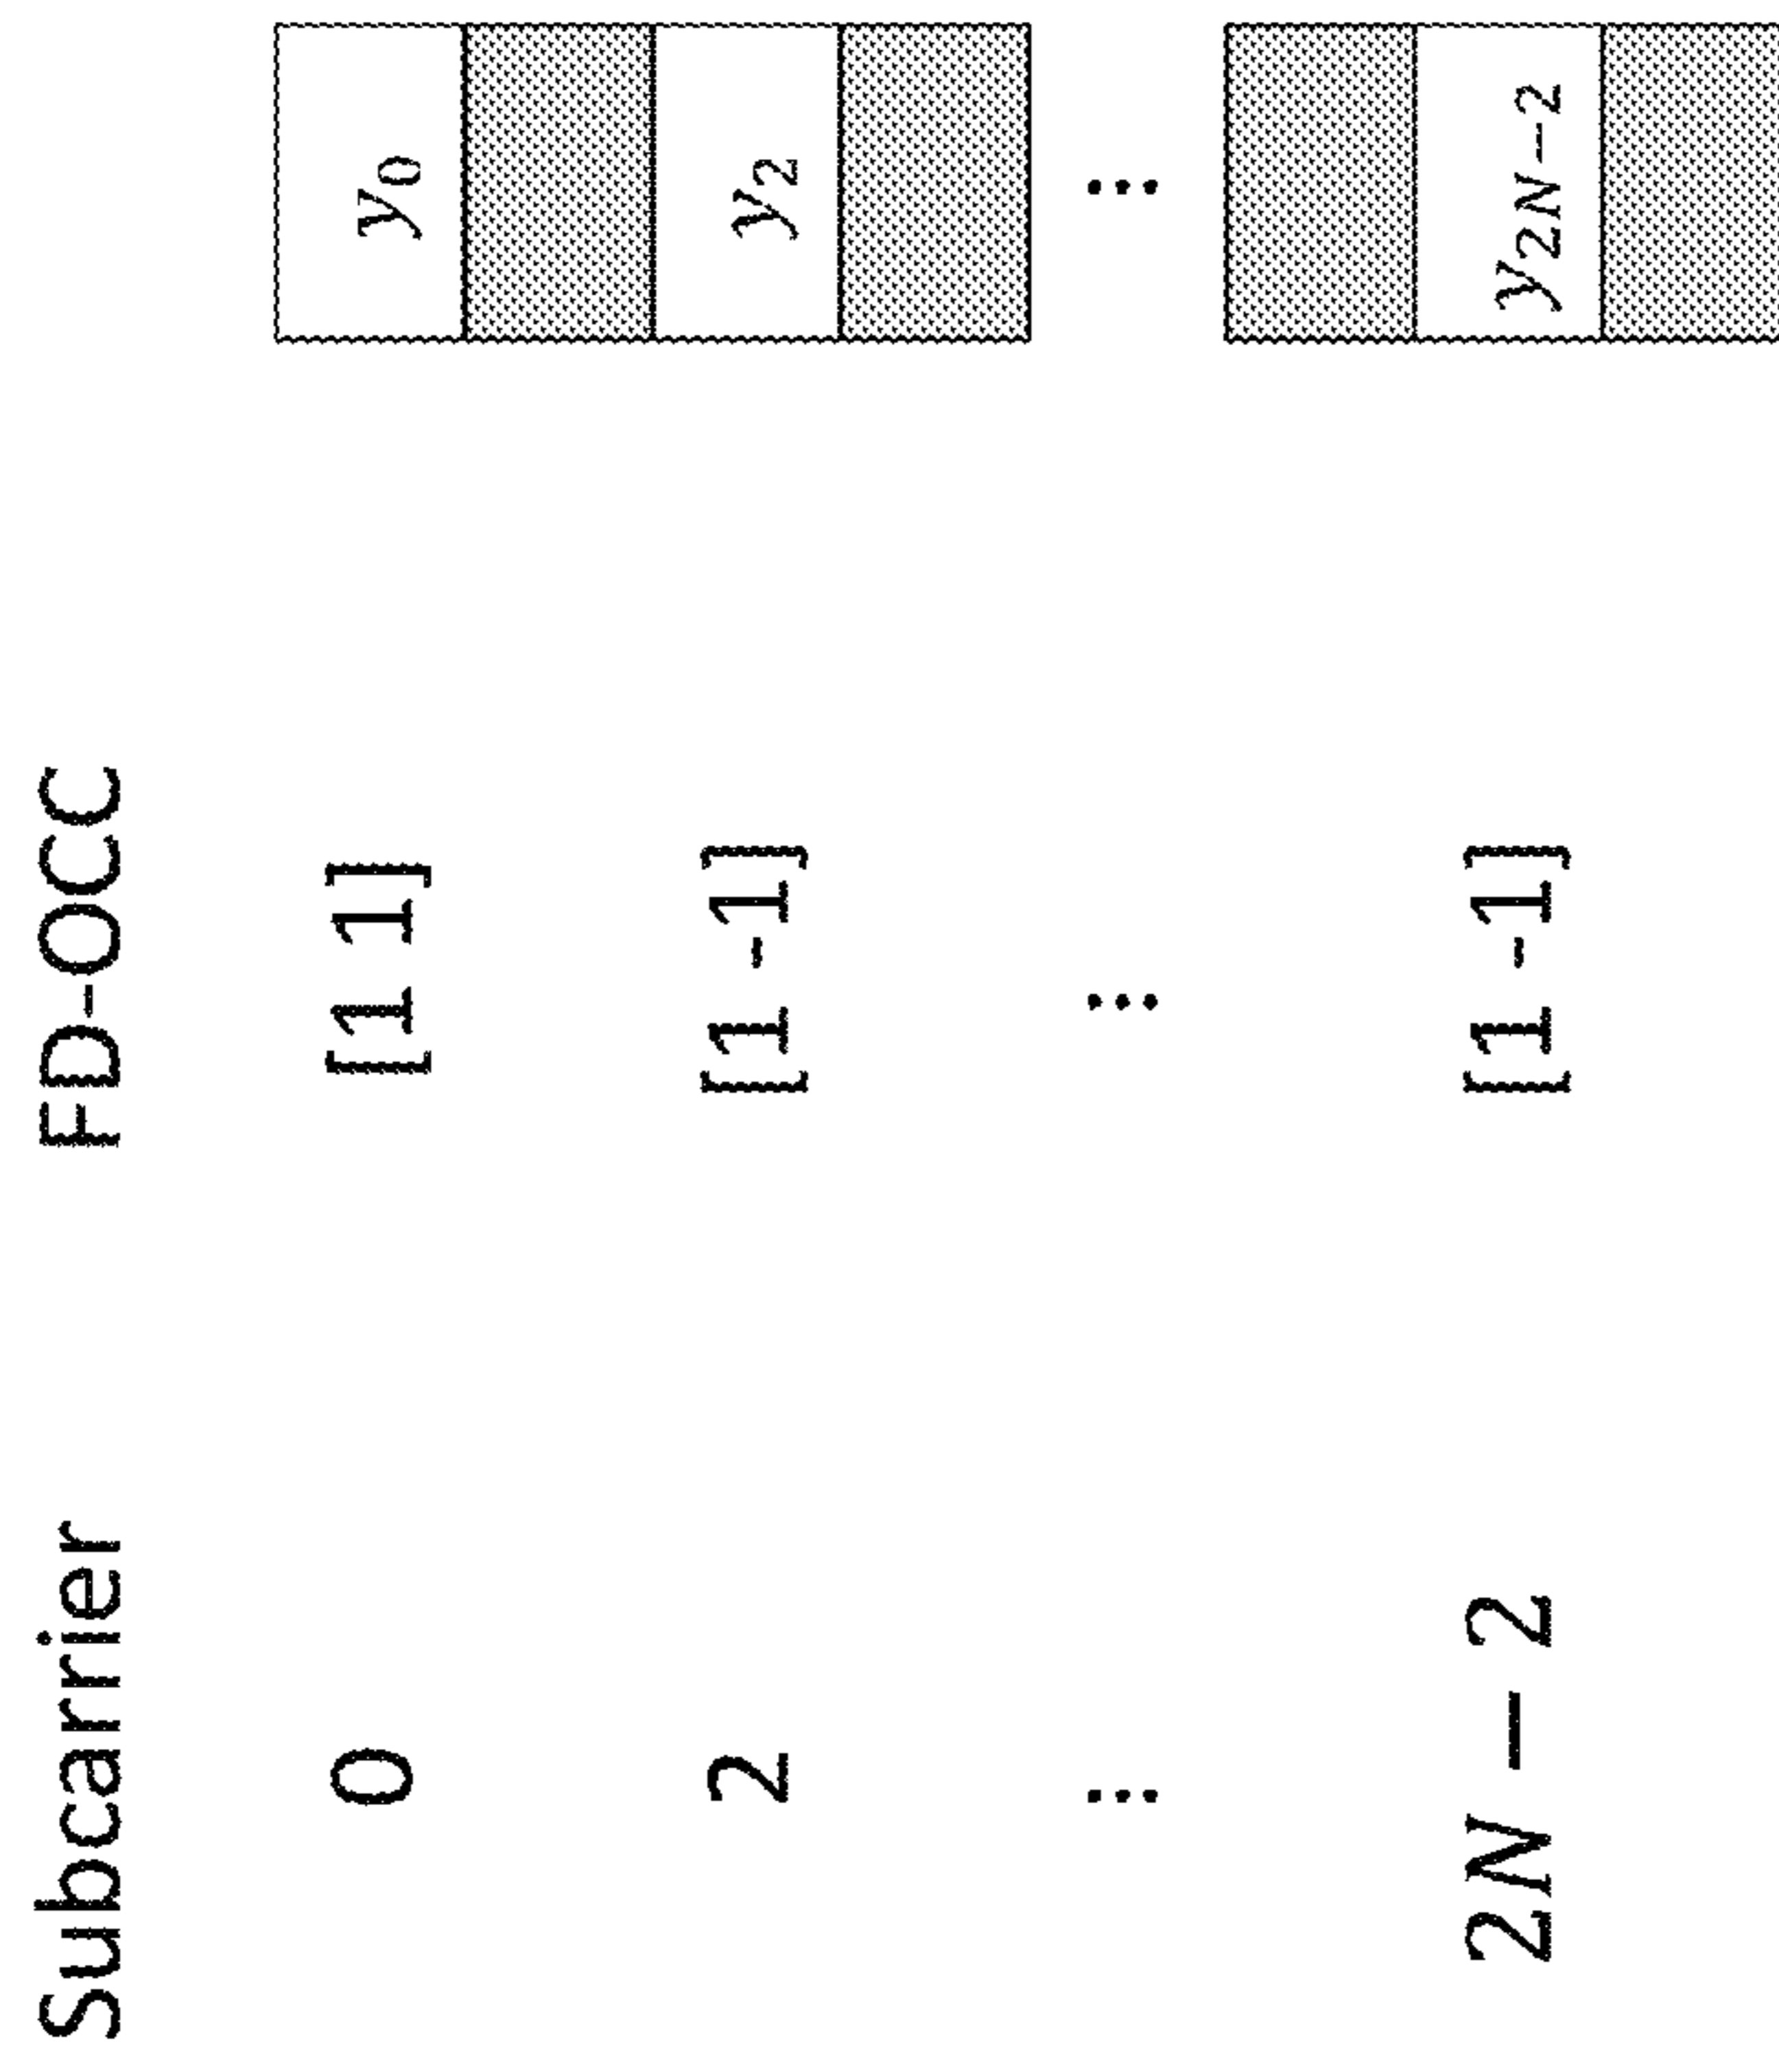 Subcarrier FD-OCC
0 [1 1] y₀
2 [1 -1] y₂
⋮ ⋮ ⋮
2N − 2 [1 -1] y₂N₋₂